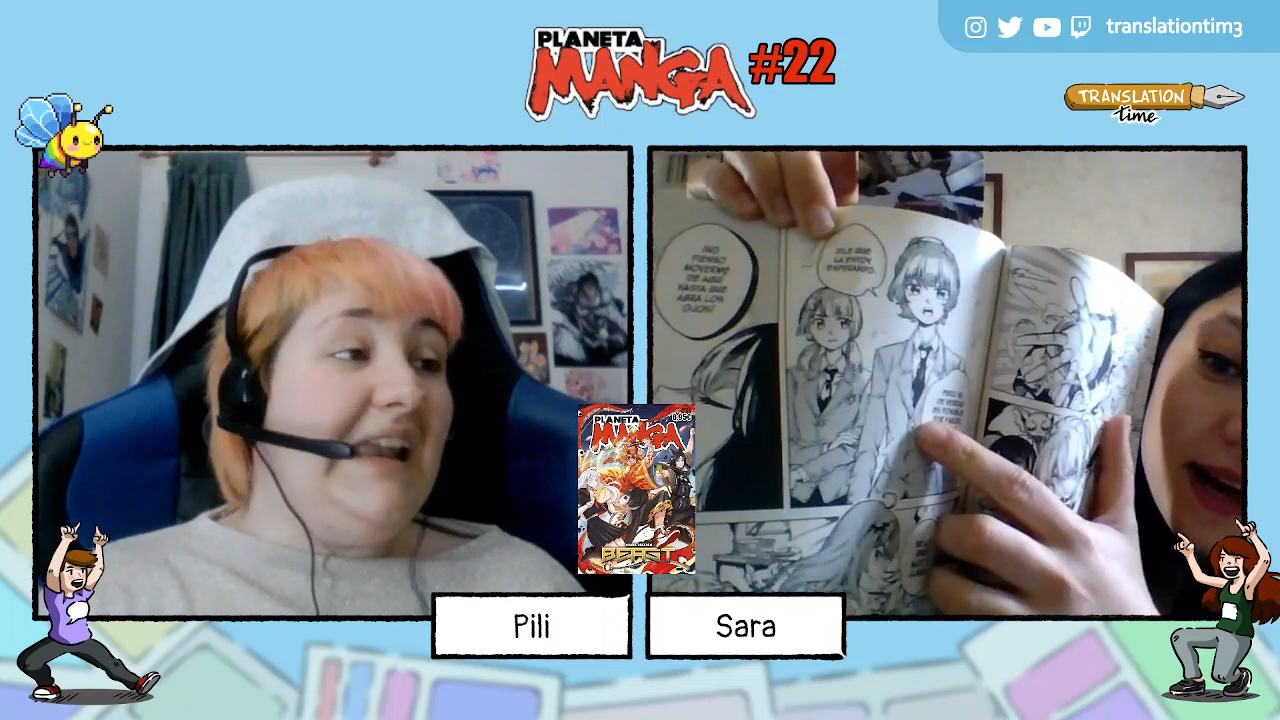 translationtim3
PLANETA
MANGA
#22
TRANSLATION
time
¡NO
PIENSO
MOVERME
DE AQUÍ
HASTA QUE
ABRA LOS
OJOS!
DILE QUE
LA ESTOY
ESPERANDO.
PLANETA
MANGA
BEAST
Pili
Sara